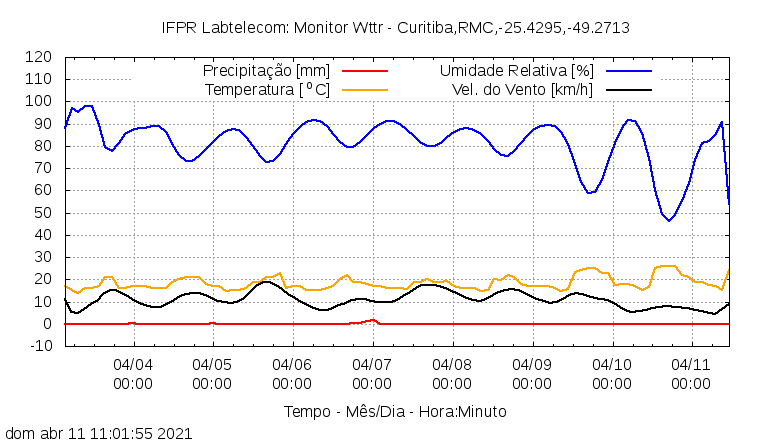 IFPR Labtelecom: Monitor Wttr - Curitiba,RMC,-25.4295,-49.2713
120
110
100
90
80
70
60
50
40
30
20
10
0
-10
Precipitação [mm]
Temperatura [⁰C]
Umidade Relativa [%]
Vel. do Vento [km/h]
04/04 04/05 04/06 04/07 04/08 04/09 04/10 04/11
00:00 00:00 00:00 00:00 00:00 00:00 00:00 00:00
Tempo - Mês/Dia - Hora:Minuto
dom abr 11 11:01:55 2021